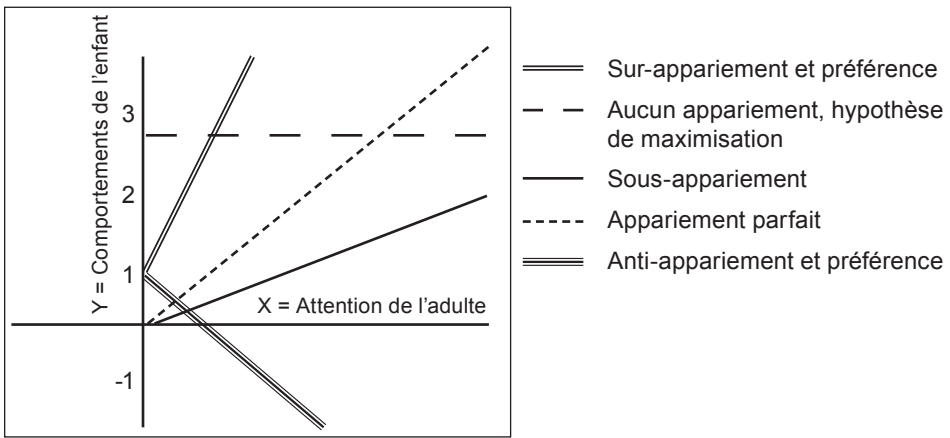 Y = Comportements de l'enfant
3
2
1
-1
X = Attention de l'adulte
Sur-appariement et préférence
Aucun appariement, hypothèse
de maximisation
Sous-appariement
Appariement parfait
Anti-appariement et préférence